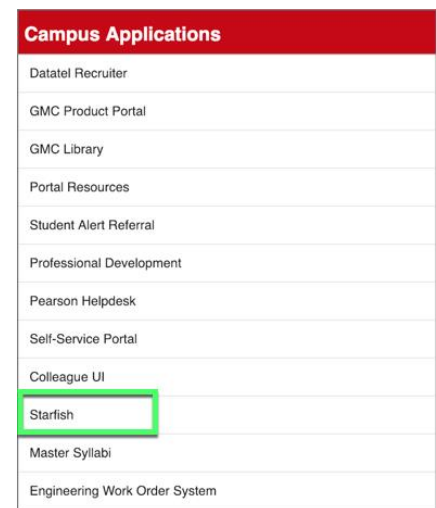 Campus Applications
Datatel Recruiter
GMC Product Portal
GMC Library
Portal Resources
Student Alert Referral
Professional Development
Pearson Helpdesk
Self-Service Portal
Colleague UI
Starfish
Master Syllabi
Engineering Work Order System